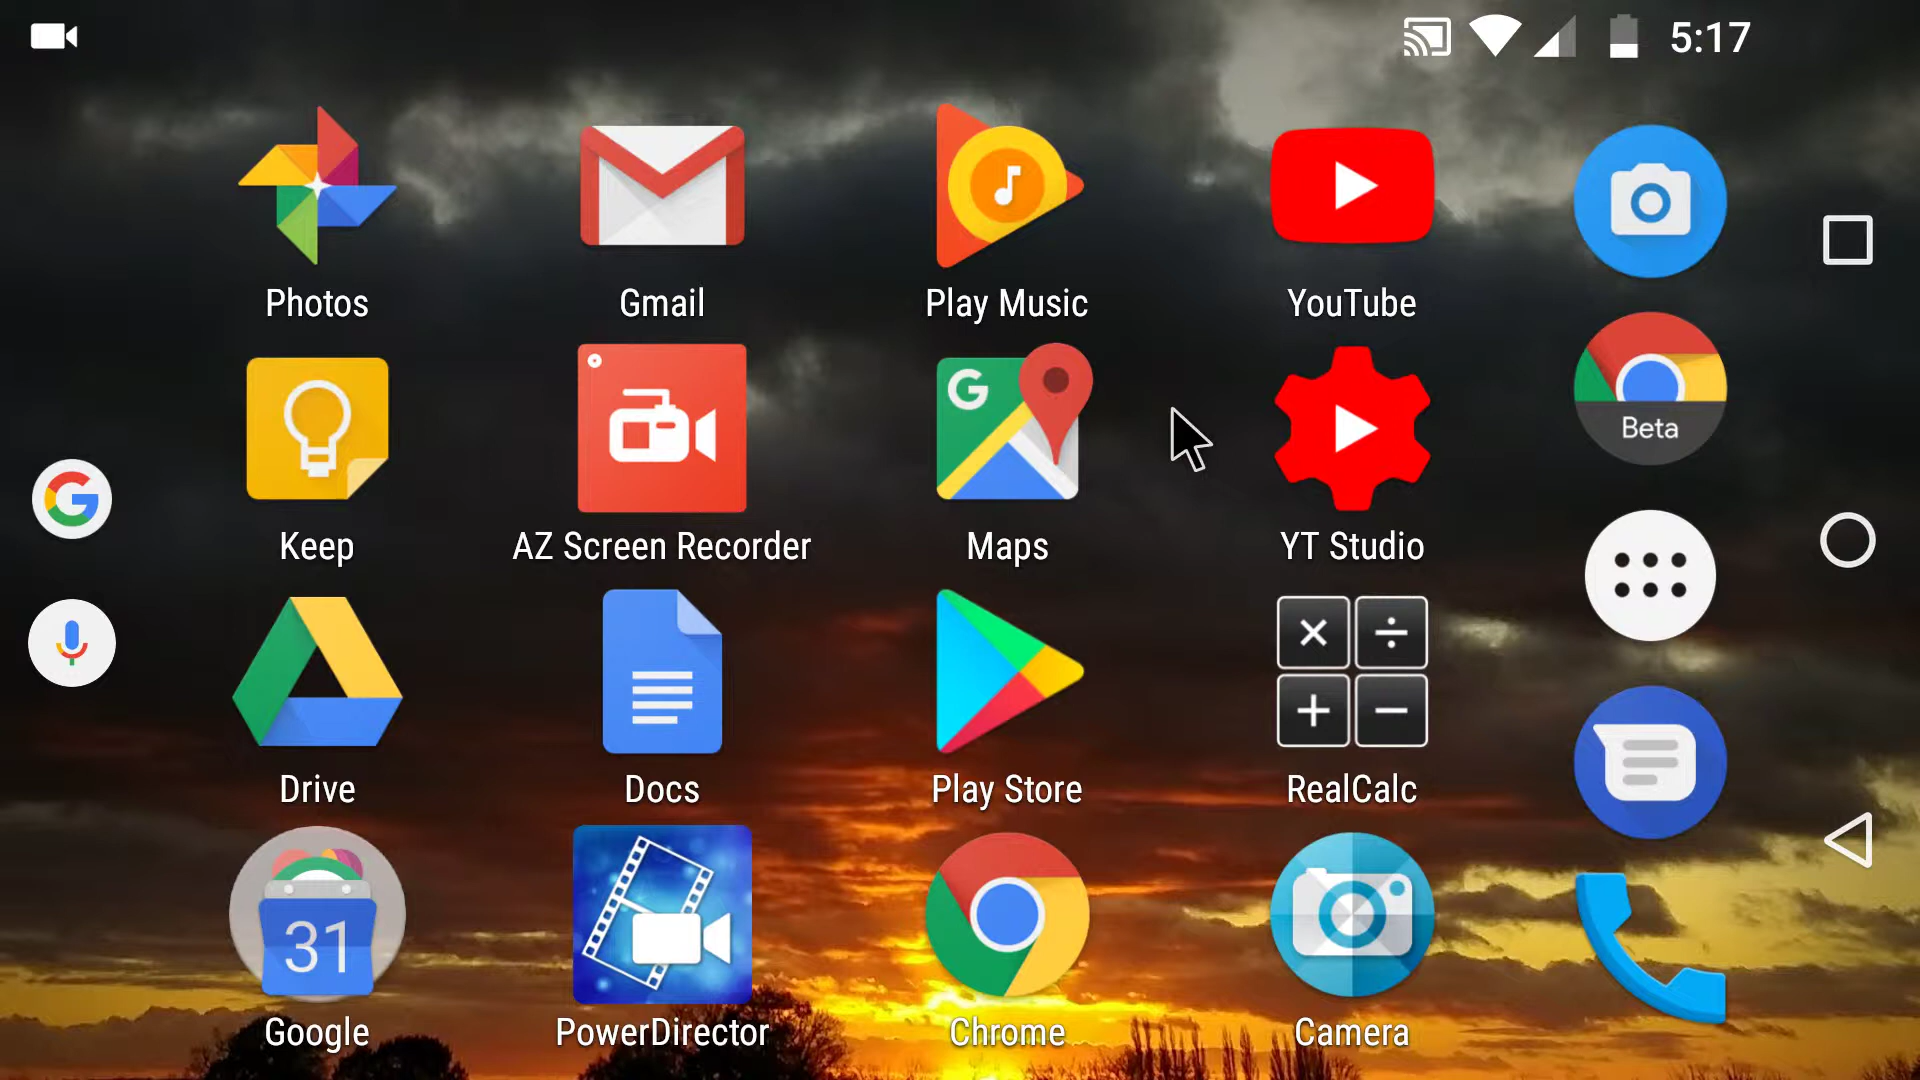 5:17
Photos
Gmail
Play Music
YouTube
Beta
G
Keep
AZ Screen Recorder
Maps
YT Studio
Drive
Docs
Play Store
RealCalc
31
Google
PowerDirector
Chrome
Camera